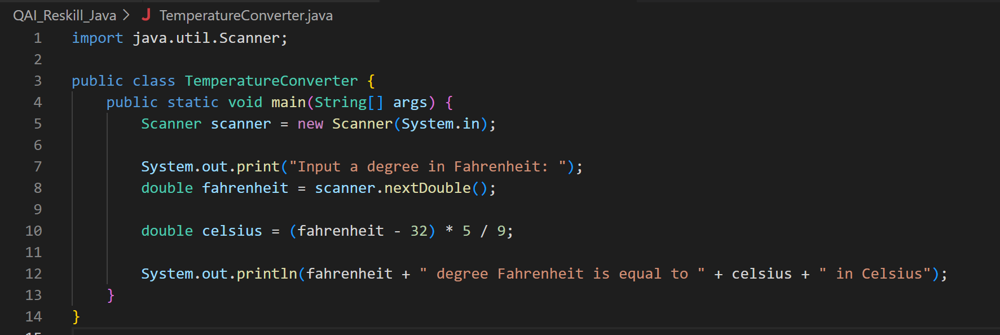 QAI_Reskill_Java > J TemperatureConverter.java
1 import java.util.Scanner;
2
3 public class TemperatureConverter {
4     public static void main(String[] args) {
5         Scanner scanner = new Scanner(System.in);
6
7         System.out.print("Input a degree in Fahrenheit: ");
8         double fahrenheit = scanner.nextDouble();
9
10         double celsius = (fahrenheit - 32) * 5 / 9;
11
12         System.out.println(fahrenheit + " degree Fahrenheit is equal to " + celsius + " in Celsius");
13     }
14 }
15